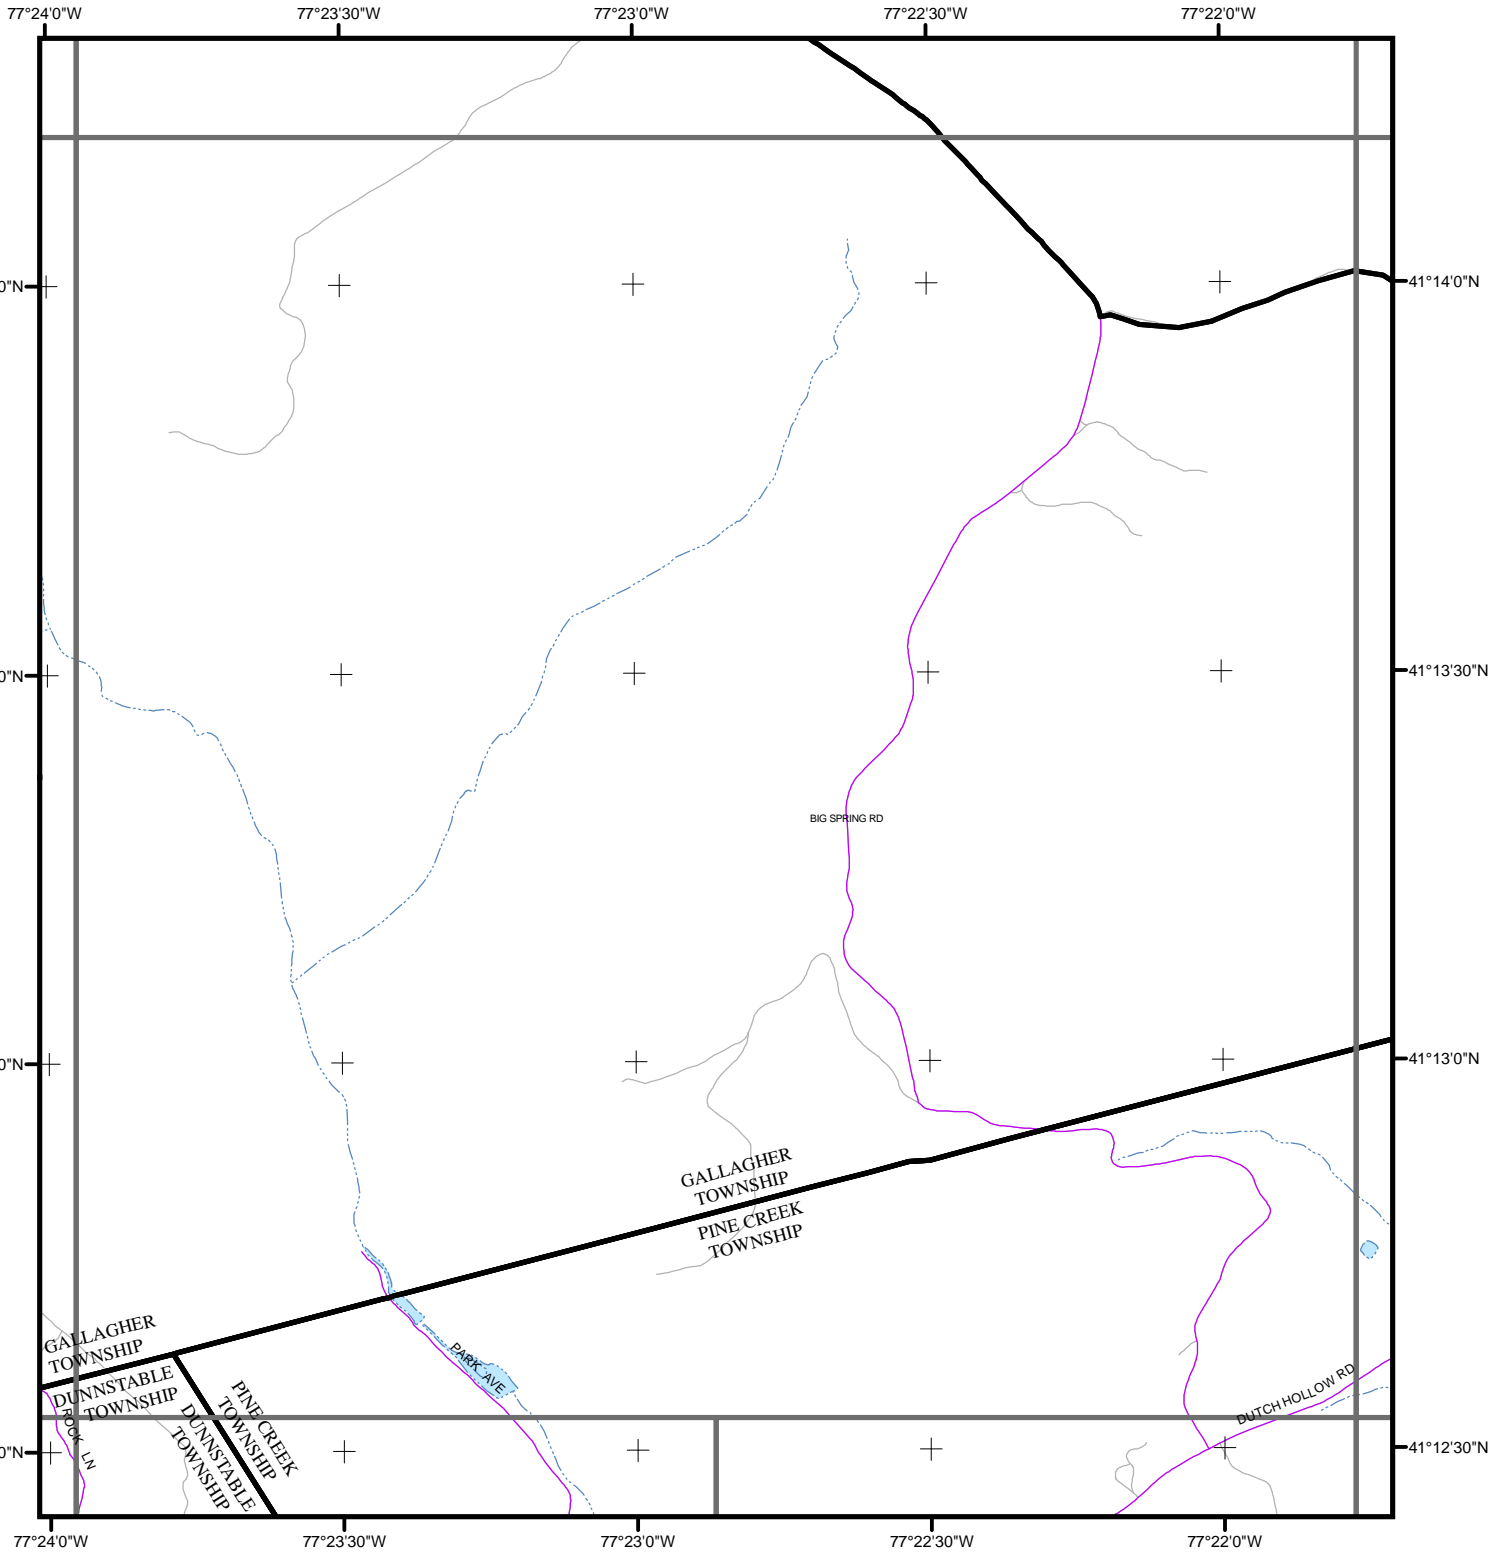 77°24'0"W
77°23'30"W
77°23'0"W
77°22'30"W
77°22'0"W
0"N
41°14'0"N
0"N
41°13'30"N
BIG SPRING RD
0"N
41°13'0"N
GALLAGHER
TOWNSHIP
PINE CREEK
TOWNSHIP
GALLAGHER
TOWNSHIP
DUNNSTABLE
TOWNSHIP
PARK AVE
PINE CREEK
TOWNSHIP
DUNNSTABLE
TOWNSHIP
ROCK LN
DUTCH HOLLOW RD
0"N
41°12'30"N
77°24'0"W
77°23'30"W
77°23'0"W
77°22'30"W
77°22'0"W